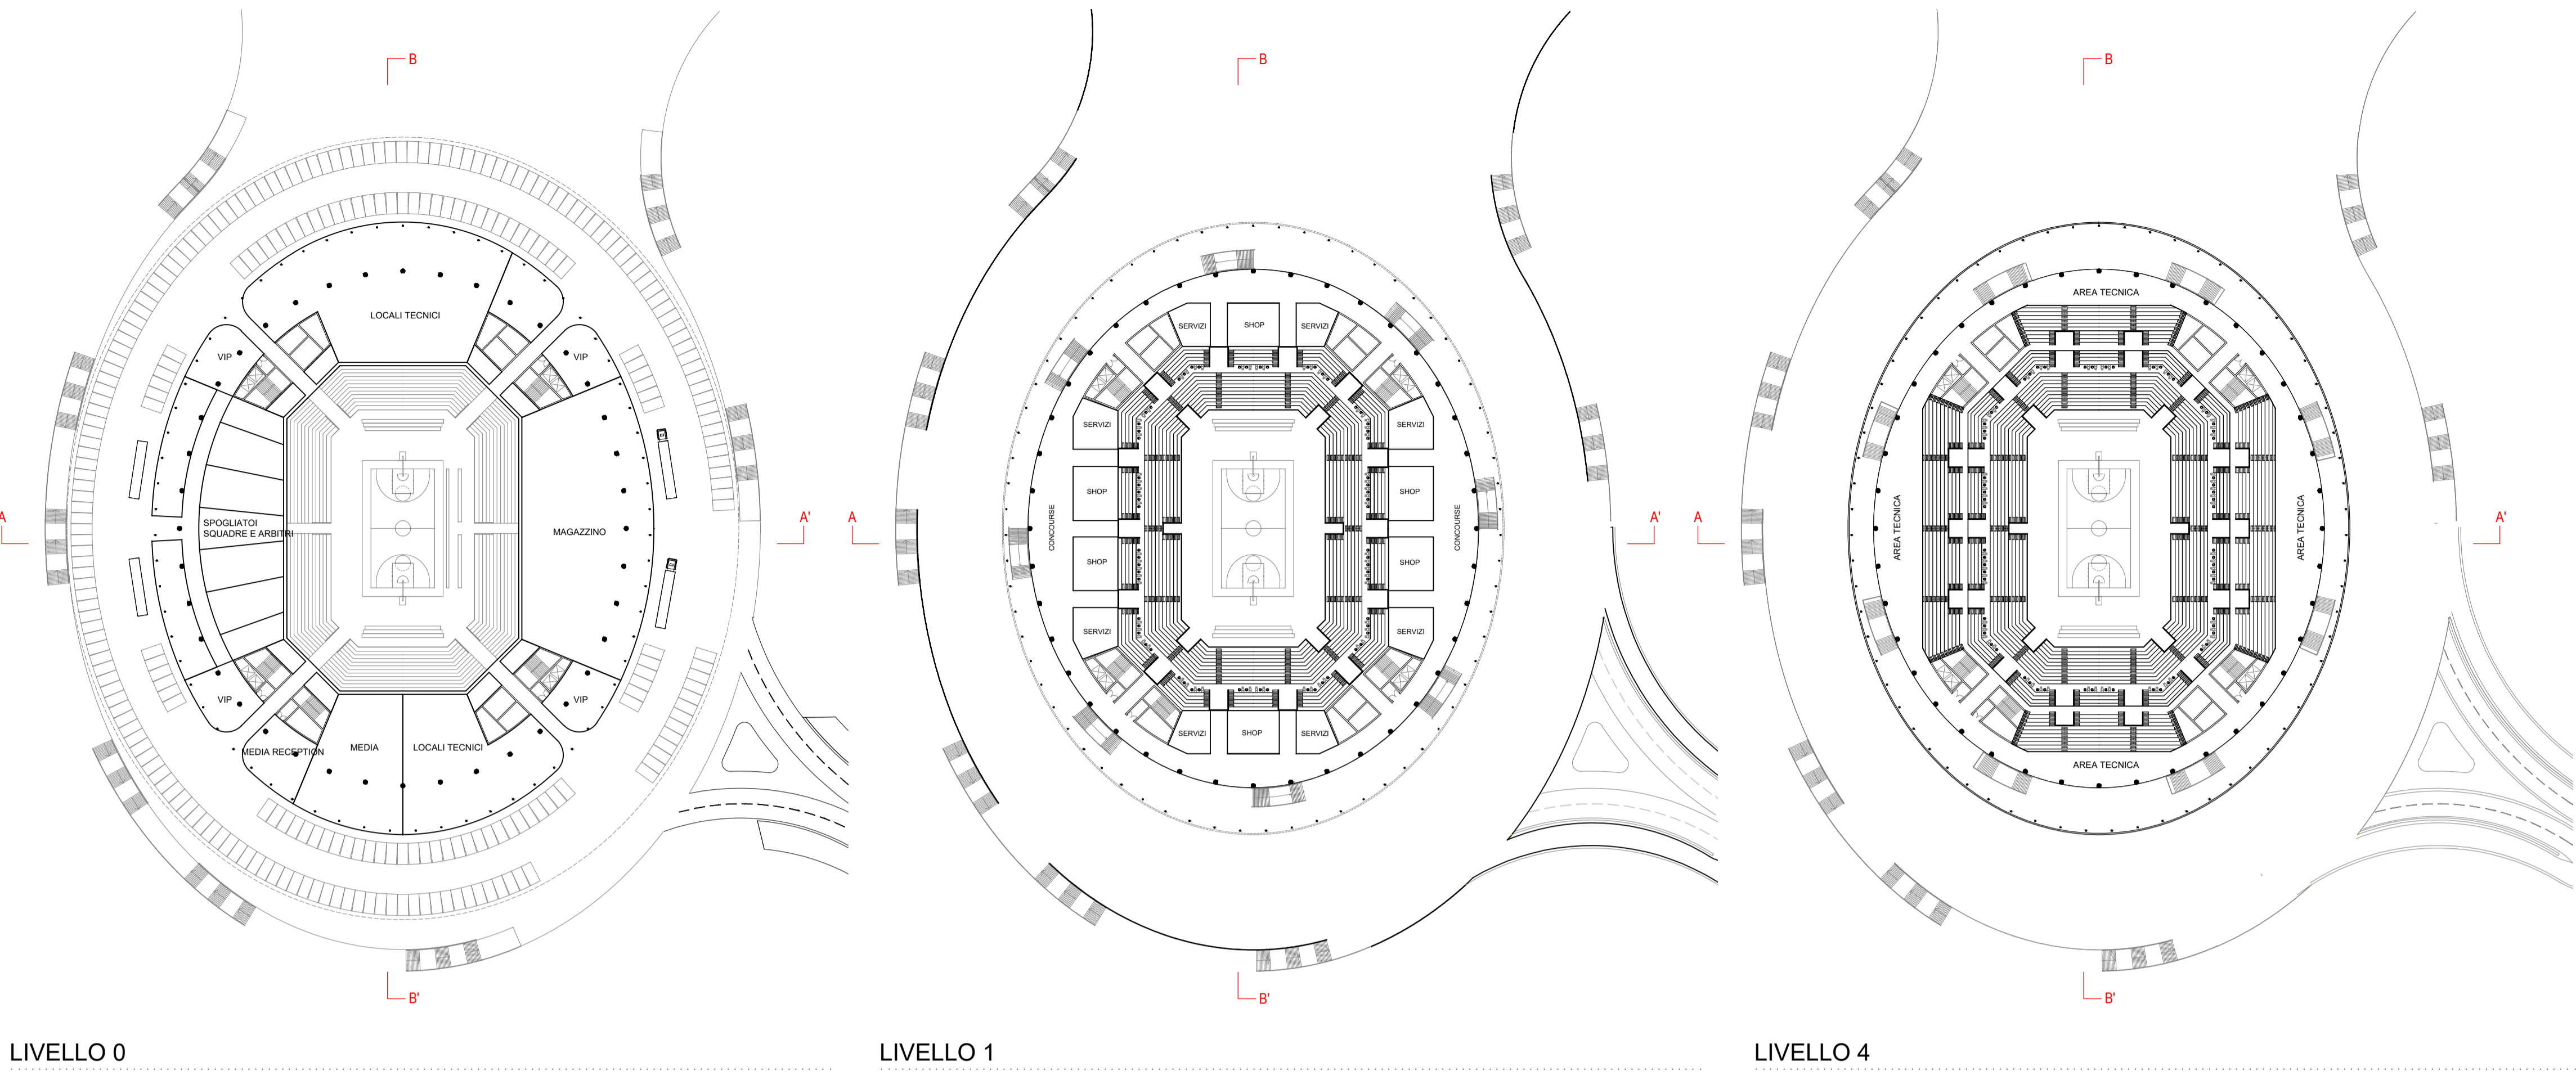 B
LOCALI TECNICI
VIP
VIP
A
SPOGLIATOI
SQUADRE E ARBITRI
MAGAZZINO
A'
VIP
VIP
MEDIA RECEPTION
MEDIA
LOCALI TECNICI
B'
LIVELLO 0
B
SERVIZI
SHOP
SERVIZI
SERVIZI
SERVIZI
SHOP
SHOP
A
CONCOURSE
CONCOURSE
A'
SHOP
SHOP
SERVIZI
SERVIZI
SERVIZI
SHOP
SERVIZI
B'
LIVELLO 1
B
AREA TECNICA
A
AREA TECNICA
AREA TECNICA
A'
AREA TECNICA
B'
LIVELLO 4